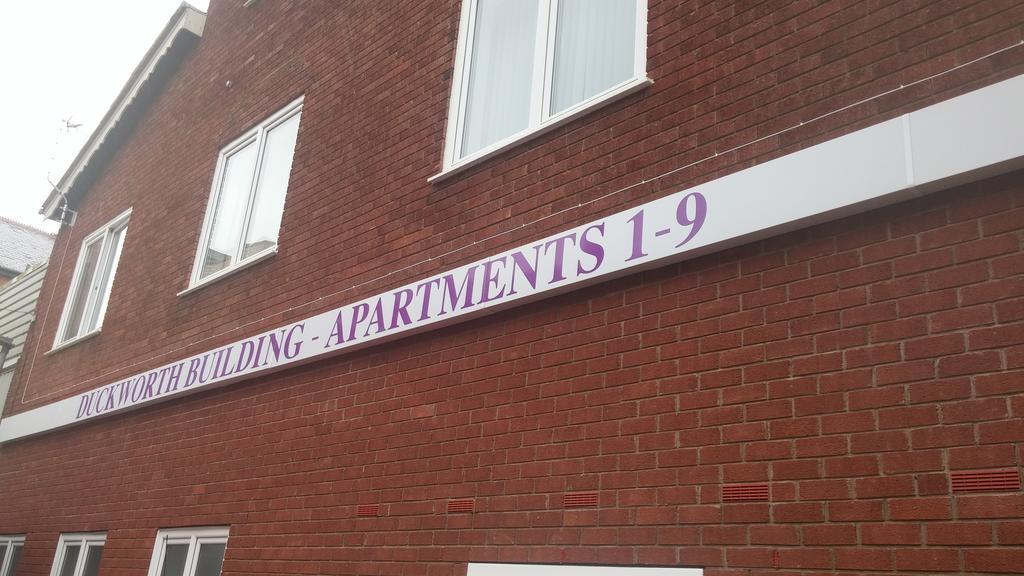 DUCKWORTH BUILDING - APARTMENTS 1-9